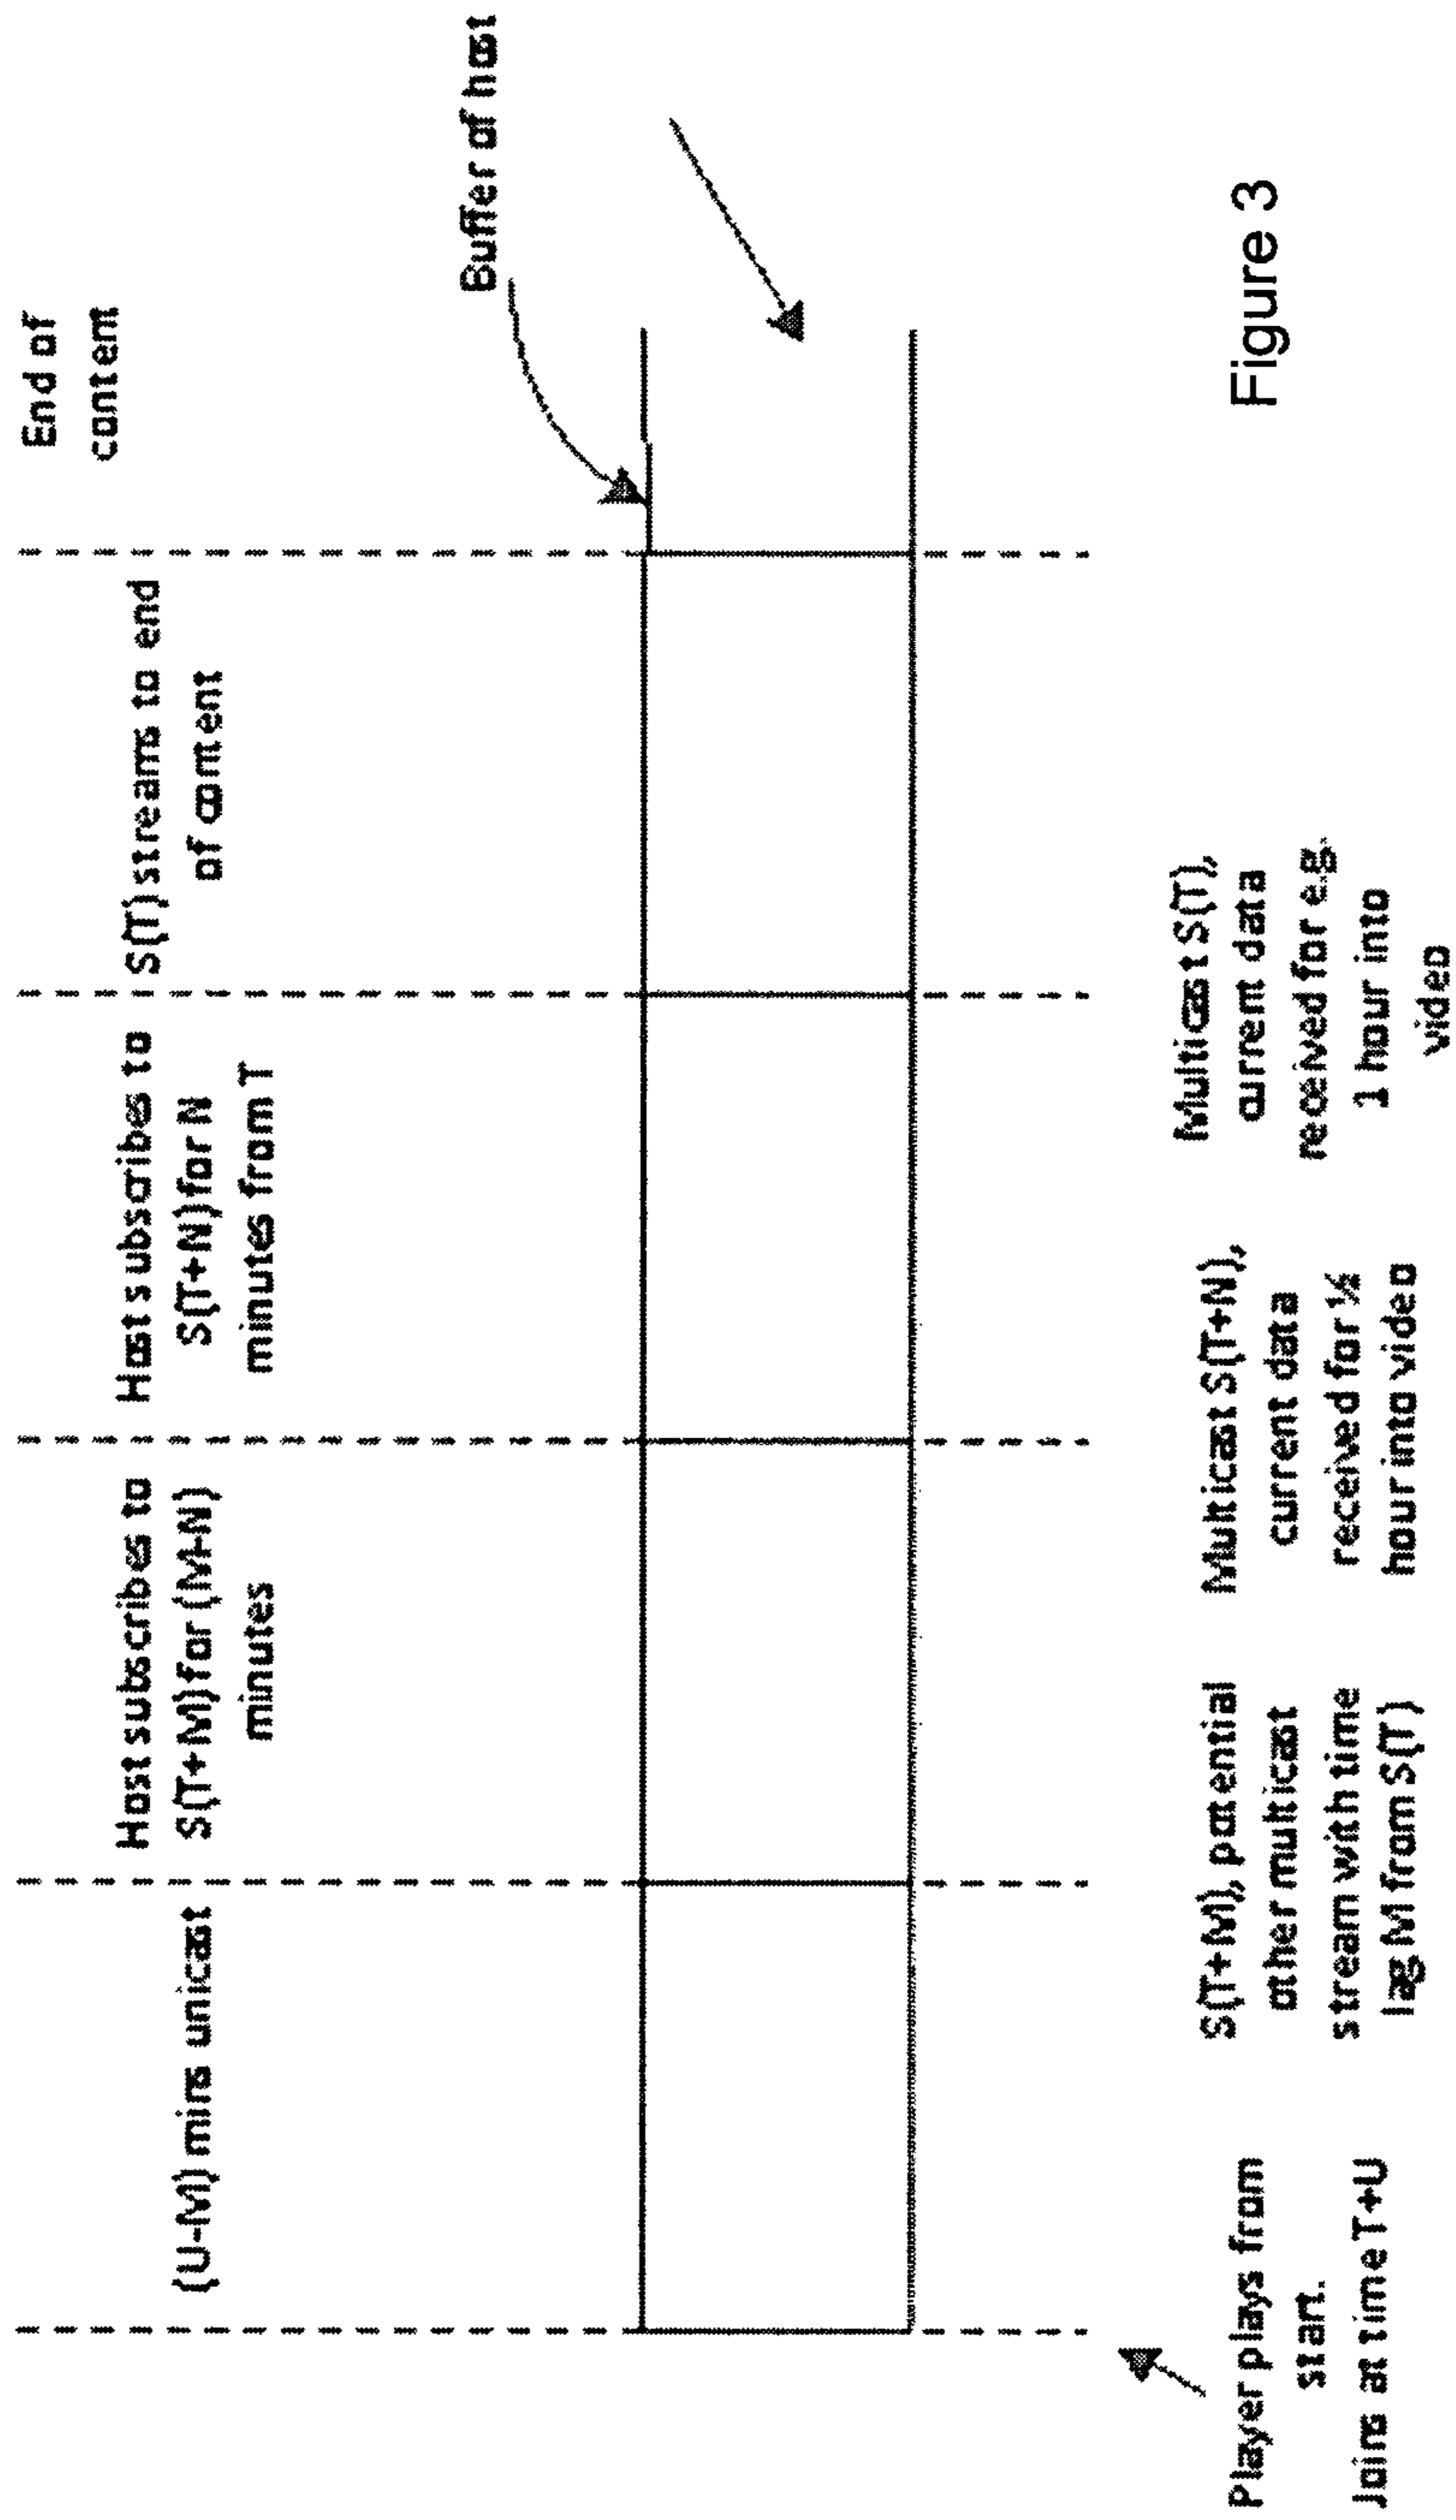 (U-M) mins unicast
Host subscribes to
S(T+M) for (M-N)
minutes
Host subscribes to
S(T+N) for N
minutes from T
S(T) streams to end
of content
End of
content
Buffer of host
Player plays from
start.
Joins at time T+U
S(T+M), potential
other multicast
stream with time
lag M from S(T)
Multicast S(T+N),
current data
received for ½
hour into video
Multicast S(T),
current data
received for e.g.
1 hour into
video
Figure 3